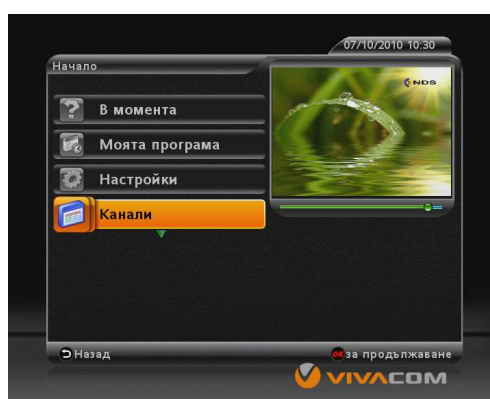 07/10/2010 10:30
Начало
NDS
В момента
Моята програма
Настройки
Канали
Назад
OK за продължаване
VIVACOM